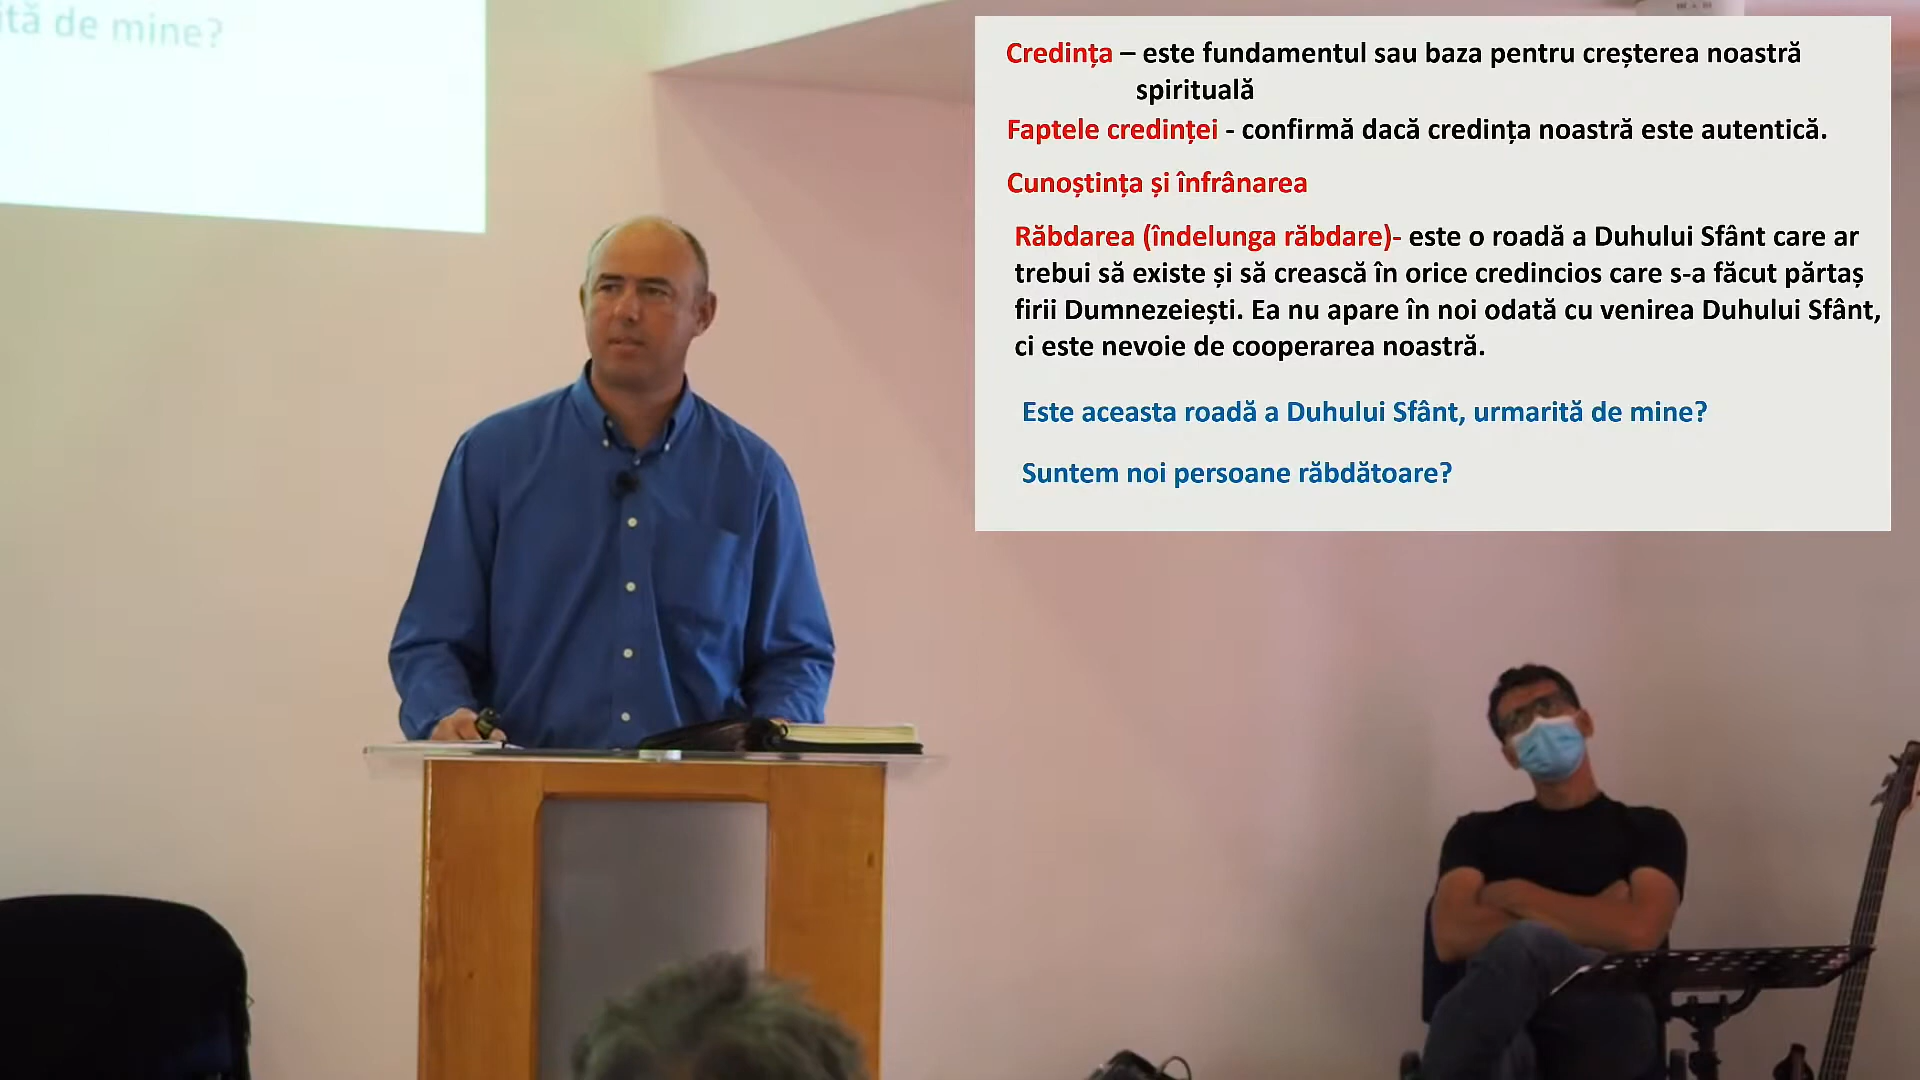 ită de mine?
Credința – este fundamentul sau baza pentru creșterea noastră
spirituală
Faptele credinței - confirmă dacă credința noastră este autentică.
Cunoștința și înfrânarea
Răbdarea (îndelunga răbdare)- este o roadă a Duhului Sfânt care ar
trebui să existe și să crească în orice credincios care s-a făcut părtaș
firii Dumnezeiești. Ea nu apare în noi odată cu venirea Duhului Sfânt,
ci este nevoie de cooperarea noastră.
Este aceasta roadă a Duhului Sfânt, urmarită de mine?
Suntem noi persoane răbdătoare?